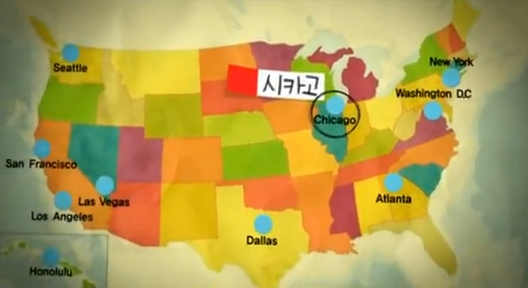 Seattle
New York
시카고
Washington D.C
Chicago
San Francisco
Las Vegas
Atlanta
Los Angeles
Dallas
Honolulu